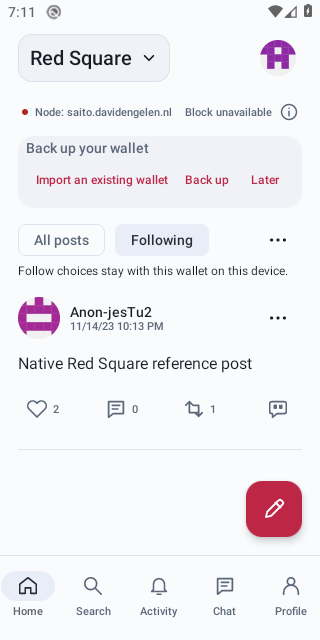 7:11
Red Square
Node: saito.davidengelen.nl Block unavailable
Back up your wallet
Import an existing wallet Back up Later
All posts Following
Follow choices stay with this wallet on this device.
Anon-jesTu2
11/14/23 10:13 PM
Native Red Square reference post
2 0 1
Home Search Activity Chat Profile